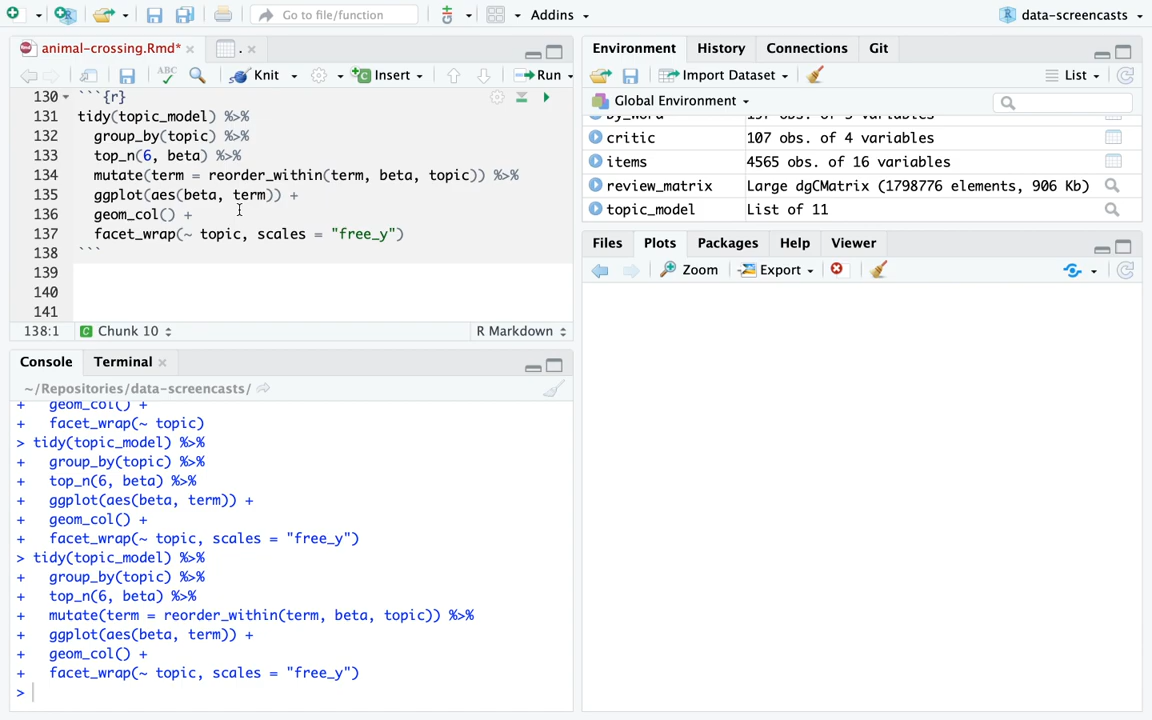 Go to file/function
Addins
data-screencasts
animal-crossing.Rmd*
.
ABC
Knit
Insert
Run
130 ```{r}
131 tidy(topic_model) %>%
132   group_by(topic) %>%
133   top_n(6, beta) %>%
134   mutate(term = reorder_within(term, beta, topic)) %>%
135   ggplot(aes(beta, term)) +
136   geom_col() +
137   facet_wrap(~ topic, scales = "free_y")
138 ```
139
140
141
138:1 C Chunk 10 R Markdown
Console Terminal
~/Repositories/data-screencasts/
+   geom_col() +
+   facet_wrap(~ topic)
> tidy(topic_model) %>%
+   group_by(topic) %>%
+   top_n(6, beta) %>%
+   ggplot(aes(beta, term)) +
+   geom_col() +
+   facet_wrap(~ topic, scales = "free_y")
> tidy(topic_model) %>%
+   group_by(topic) %>%
+   top_n(6, beta) %>%
+   mutate(term = reorder_within(term, beta, topic)) %>%
+   ggplot(aes(beta, term)) +
+   geom_col() +
+   facet_wrap(~ topic, scales = "free_y")
>
Environment History Connections Git
Import Dataset List
Global Environment
critic 107 obs. of 4 variables
items 4565 obs. of 16 variables
review_matrix Large dgCMatrix (1798776 elements, 906 Kb)
topic_model List of 11
Files Plots Packages Help Viewer
Zoom Export